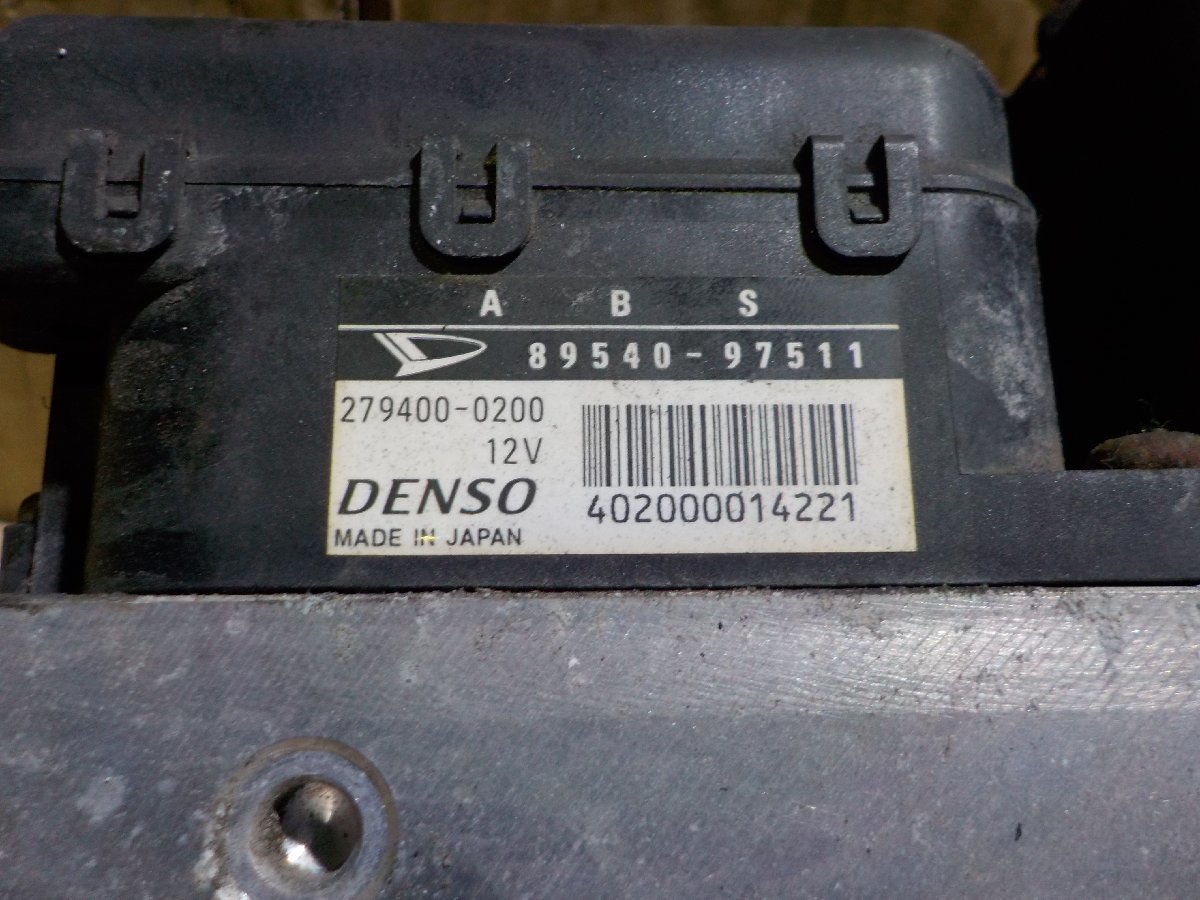 A B S
89540-97511
279400-0200
12V
DENSO
MADE IN JAPAN
402000014221